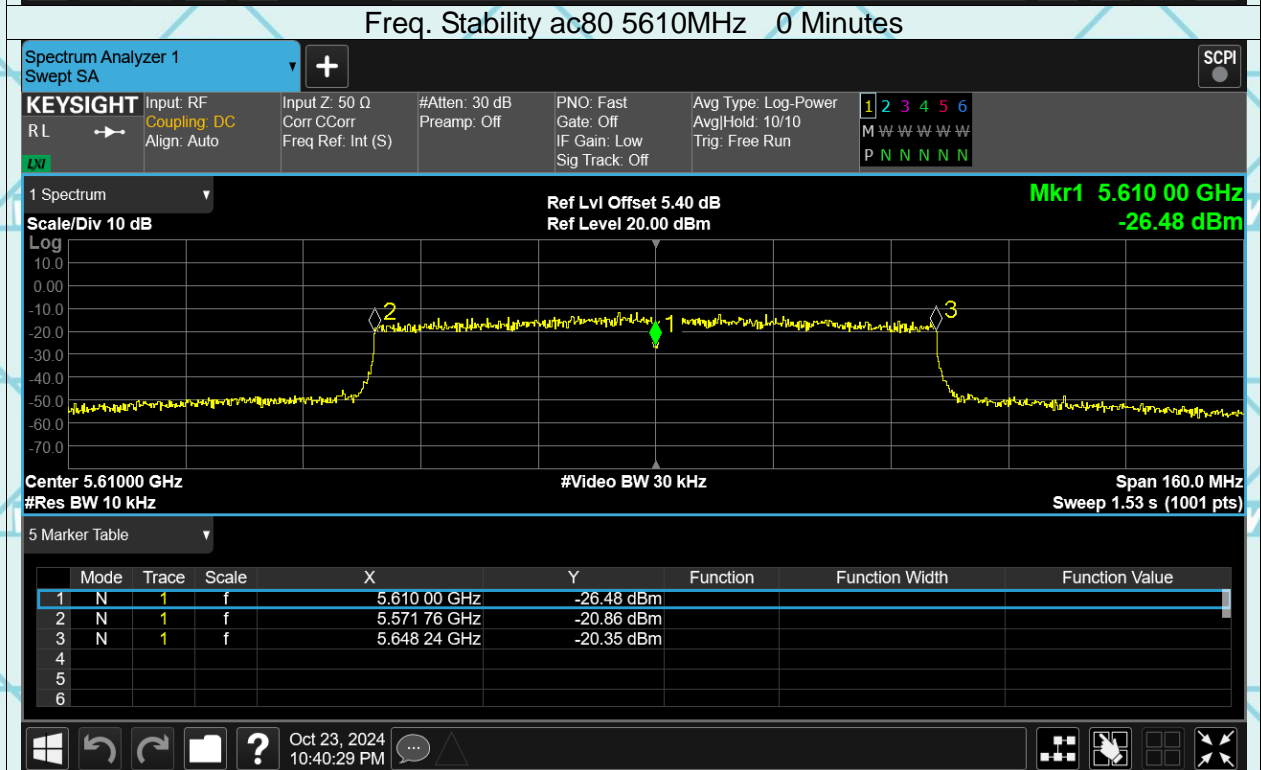 Freq. Stability ac80 5610MHz 0 Minutes
Spectrum Analyzer 1
Swept SA
+
SCPI
KEYSIGHT
R L
LXI
Input: RF
Coupling: DC
Align: Auto
Input Z: 50 Ω
Corr CCorr
Freq Ref: Int (S)
#Atten: 30 dB
Preamp: Off
PNO: Fast
Gate: Off
IF Gain: Low
Sig Track: Off
Avg Type: Log-Power
Avg|Hold: 10/10
Trig: Free Run
1 2 3 4 5 6
M W W W W W
P N N N N N
1 Spectrum
Scale/Div 10 dB
Ref Lvl Offset 5.40 dB
Ref Level 20.00 dBm
Mkr1 5.610 00 GHz
-26.48 dBm
Log
10.0
0.00
-10.0
-20.0
-30.0
-40.0
-50.0
-60.0
-70.0
2
1
3
Center 5.61000 GHz
#Res BW 10 kHz
#Video BW 30 kHz
Span 160.0 MHz
Sweep 1.53 s (1001 pts)
5 Marker Table
Mode Trace Scale X Y Function Function Width Function Value
1 N 1 f 5.610 00 GHz -26.48 dBm
2 N 1 f 5.571 76 GHz -20.86 dBm
3 N 1 f 5.648 24 GHz -20.35 dBm
4
5
6
?
Oct 23, 2024
10:40:29 PM